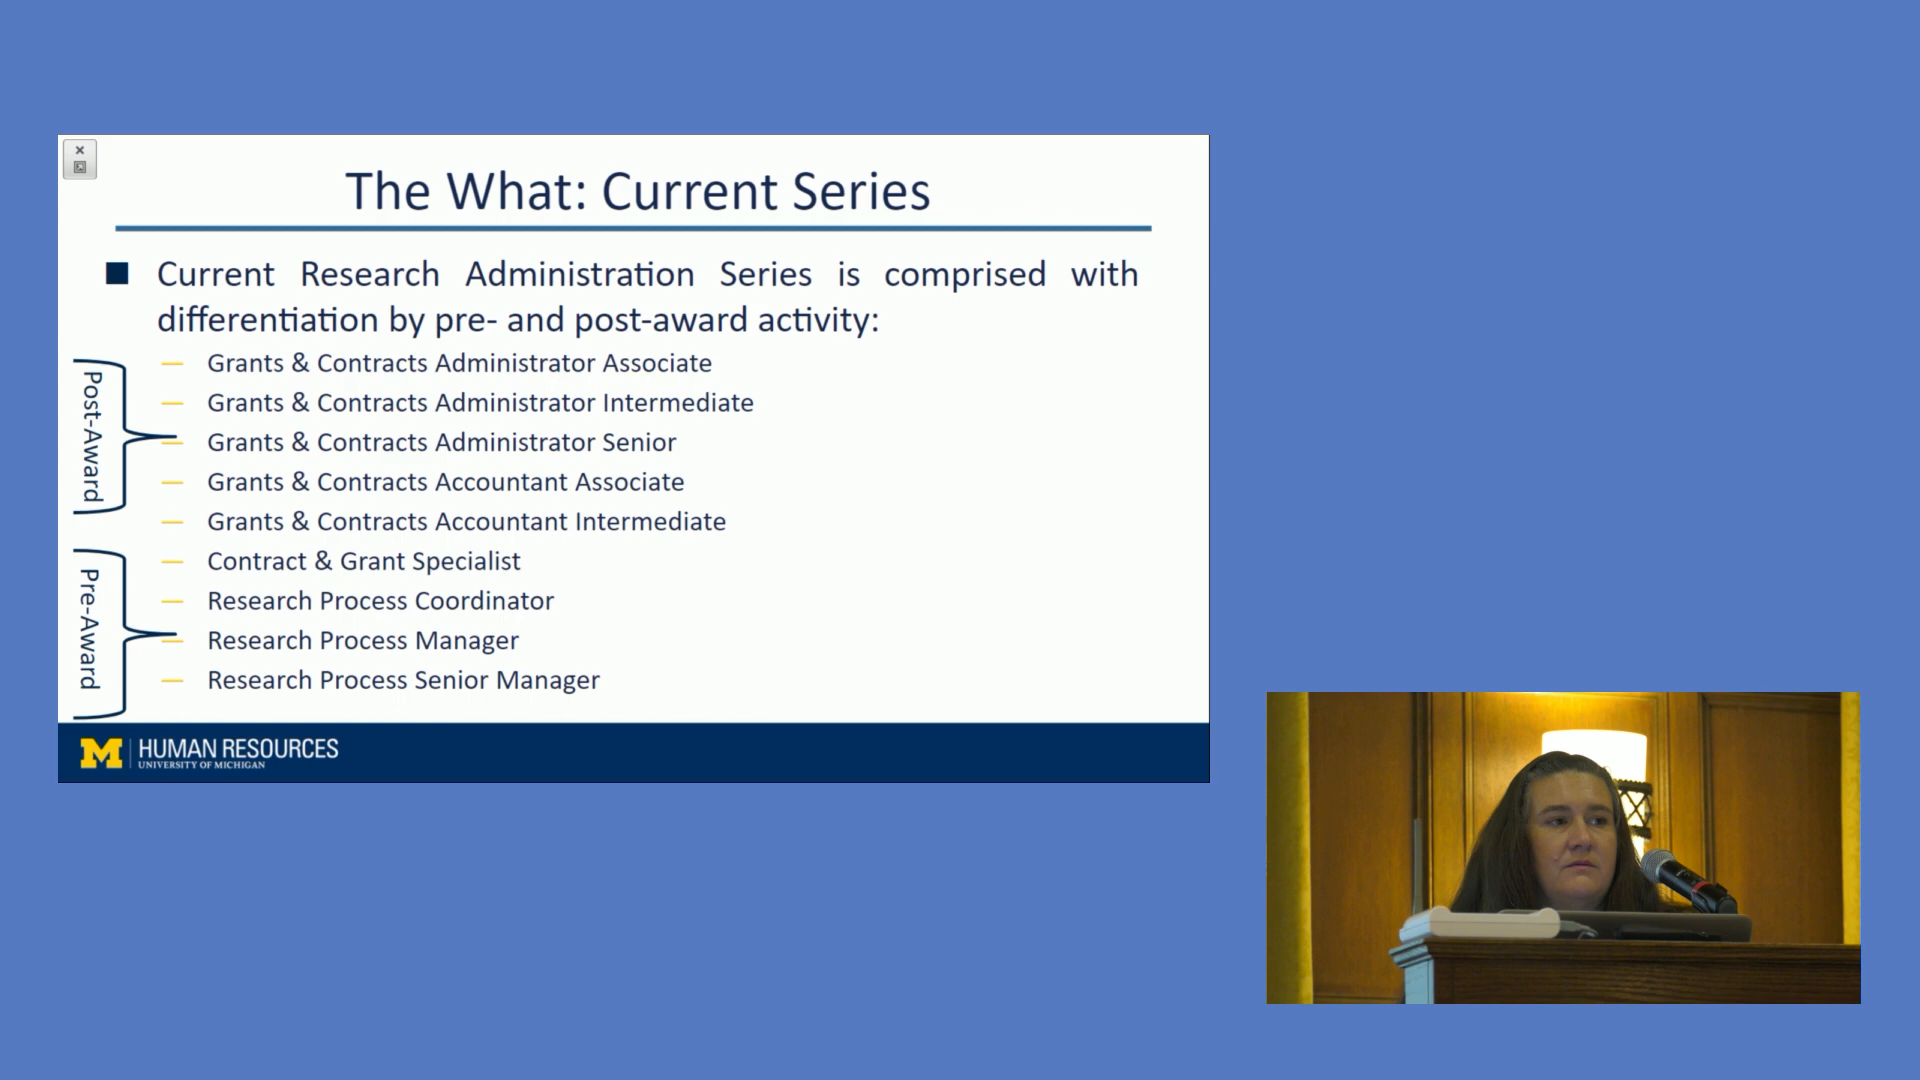 The What: Current Series
Current Research Administration Series is comprised with
differentiation by pre- and post-award activity:
Post-Award
— Grants & Contracts Administrator Associate
— Grants & Contracts Administrator Intermediate
— Grants & Contracts Administrator Senior
— Grants & Contracts Accountant Associate
— Grants & Contracts Accountant Intermediate
Pre-Award
— Contract & Grant Specialist
— Research Process Coordinator
— Research Process Manager
— Research Process Senior Manager
M HUMAN RESOURCES
UNIVERSITY OF MICHIGAN